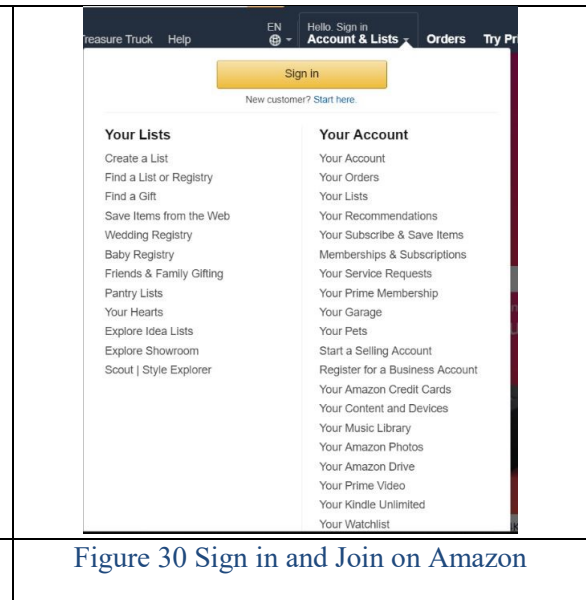 Treasure Truck Help EN Hello. Sign in
Account & Lists Orders Try Pr
Sign in
New customer? Start here.
Your Lists
Create a List
Find a List or Registry
Find a Gift
Save Items from the Web
Wedding Registry
Baby Registry
Friends & Family Gifting
Pantry Lists
Your Hearts
Explore Idea Lists
Explore Showroom
Scout | Style Explorer
Your Account
Your Account
Your Orders
Your Lists
Your Recommendations
Your Subscribe & Save Items
Memberships & Subscriptions
Your Service Requests
Your Prime Membership
Your Garage
Your Pets
Start a Selling Account
Register for a Business Account
Your Amazon Credit Cards
Your Content and Devices
Your Music Library
Your Amazon Photos
Your Amazon Drive
Your Prime Video
Your Kindle Unlimited
Your Watchlist
Figure 30 Sign in and Join on Amazon